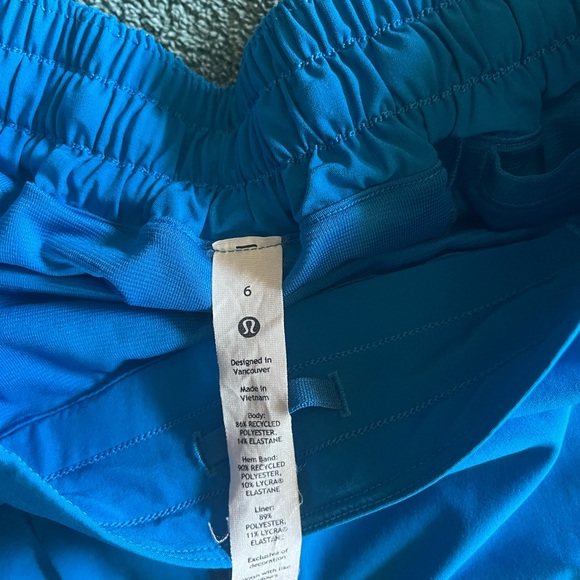 6
Designed in
Vancouver
Made in
Vietnam
Body:
86% RECYCLED
POLYESTER,
14% ELASTANE
Hem Band:
90% RECYCLED
POLYESTER,
10% LYCRA®
ELASTANE
Liner:
89%
POLYESTER,
11% LYCRA®
ELASTANE
Exclusive of
decoration